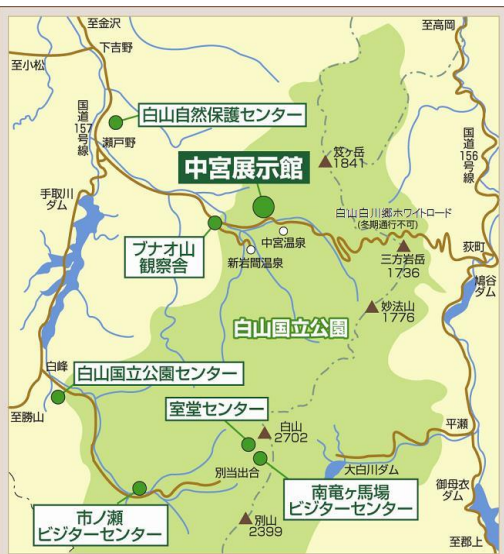 至金沢
至高岡
下吉野
至小松
国道
157
号線
白山自然保護センター
瀬戸野
国道
156
号線
中宮展示館
笈ヶ岳
1841
手取川
ダム
白山白川郷ホワイトロード
(冬期通行不可)
ブナオ山
観察舎
中宮温泉
新岩間温泉
三方岩岳
1736
荻町
鳩谷
ダム
妙法山
1776
白山国立公園
白峰
白山国立公園センター
至勝山
室堂センター
白山
2702
平瀬
別当出合
大白川ダム
南竜ヶ馬場
ビジターセンター
御母衣
ダム
市ノ瀬
ビジターセンター
別山
2399
至郡上